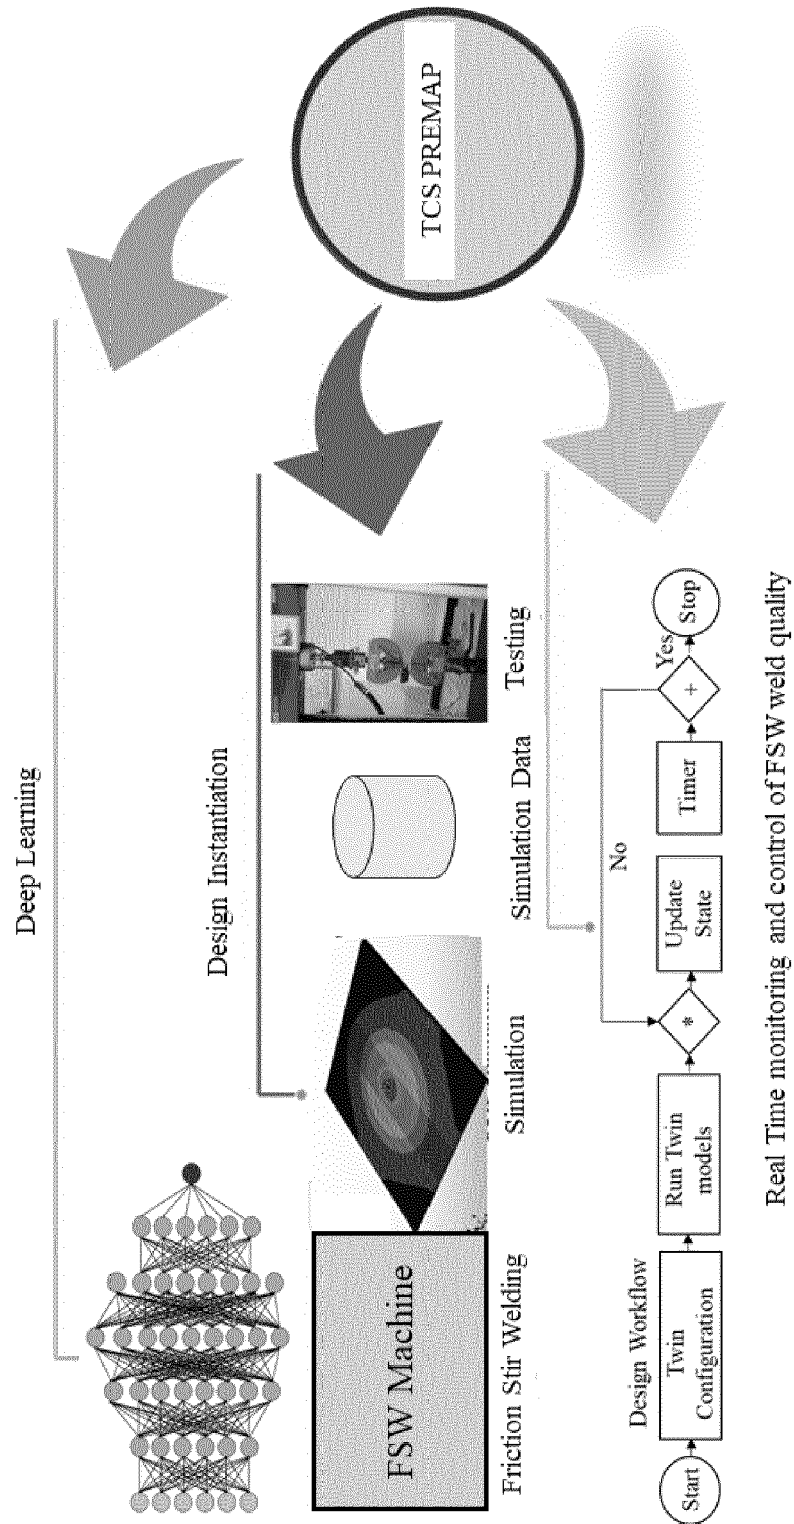 Deep Learning
TCS PREMAP
Design Instantiation
FSW Machine
Friction Stir Welding
Simulation
Simulation Data
Testing
Design Workflow
Start
Twin
Configuration
Run Twin
models
*
Update
State
Timer
+
Yes
Stop
No
Real Time monitoring and control of FSW weld quality